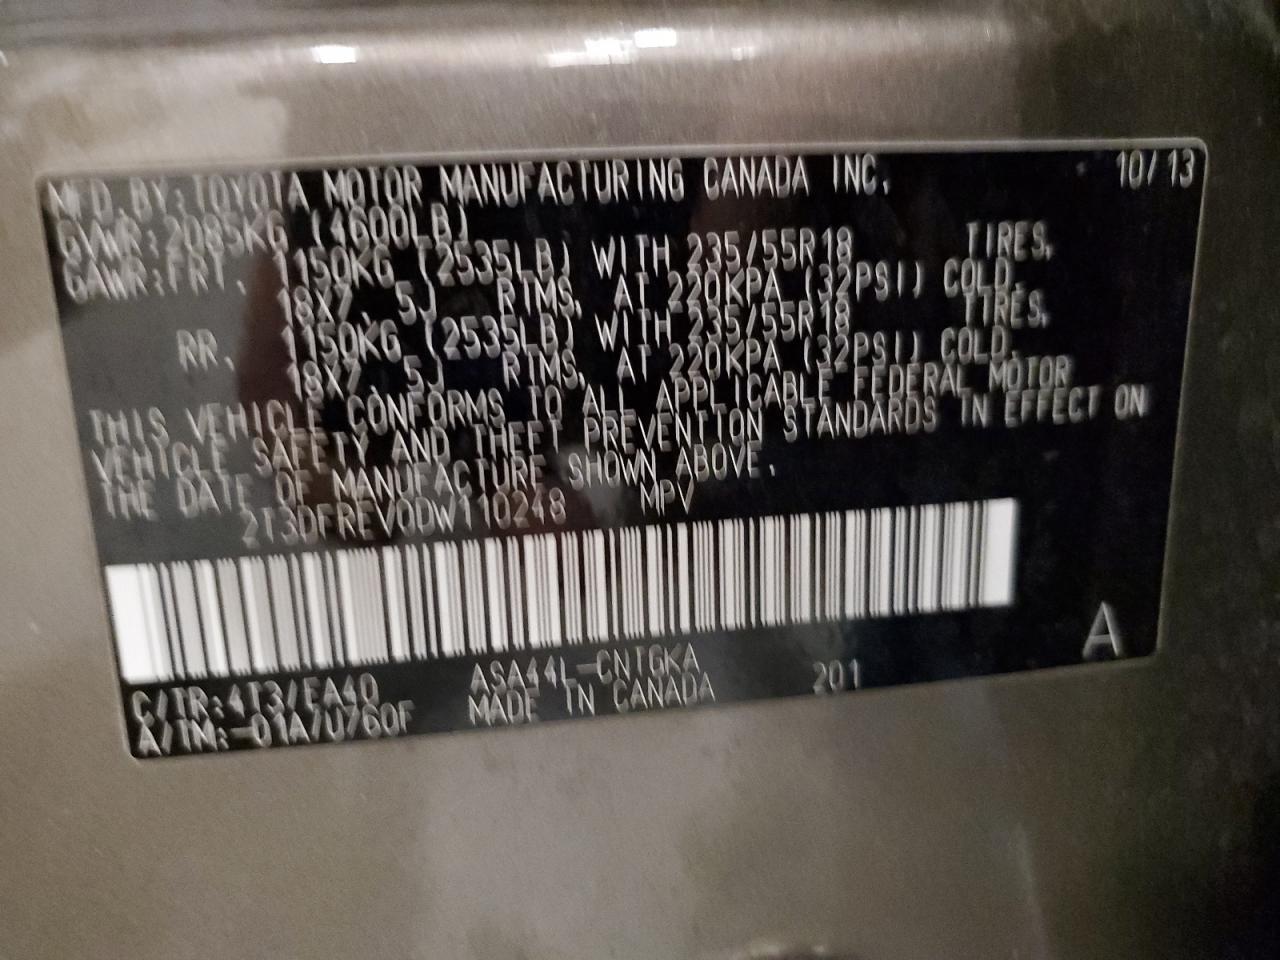 MFD.BY:TOYOTA MOTOR MANUFACTURING CANADA INC. 10/13
GVWR:2085KG (4600LB)
GAWR:FRT. 1150KG (2535LB) WITH 235/55R18 TIRES,
18X7. 5J RIMS, AT 220KPA (32PSI) COLD.
RR. 1150KG (2535LB) WITH 235/55R18 TIRES,
18X7. 5J RIMS, AT 220KPA (32PSI) COLD.
THIS VEHICLE CONFORMS TO ALL APPLICABLE FEDERAL MOTOR
VEHICLE SAFETY AND THEFT PREVENTION STANDARDS IN EFFECT ON
THE DATE OF MANUFACTURE SHOWN ABOVE.
2T3DFREV0DW110248 MPV
C/TR:4T3/EA40 ASA44L-CNTGKA
A/TM:-01A/U760F MADE IN CANADA 201 A